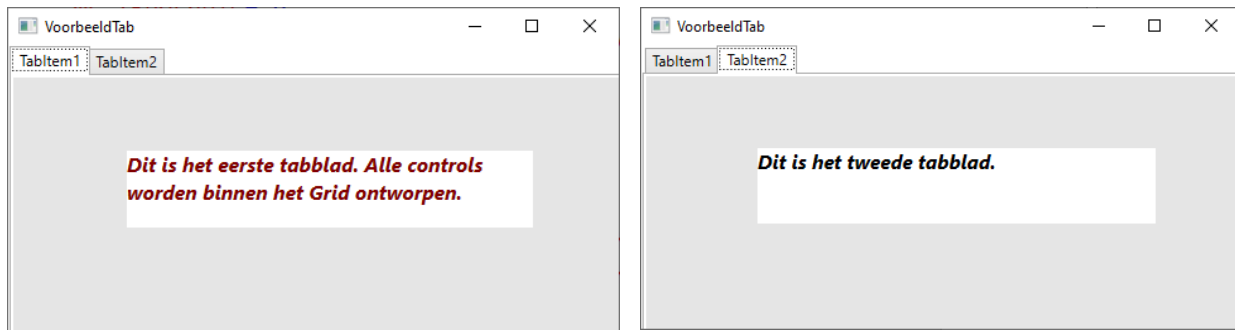 VoorbeeldTab
TabItem1 TabItem2
Dit is het eerste tabblad. Alle controls
worden binnen het Grid ontworpen.
VoorbeeldTab
TabItem1 TabItem2
Dit is het tweede tabblad.